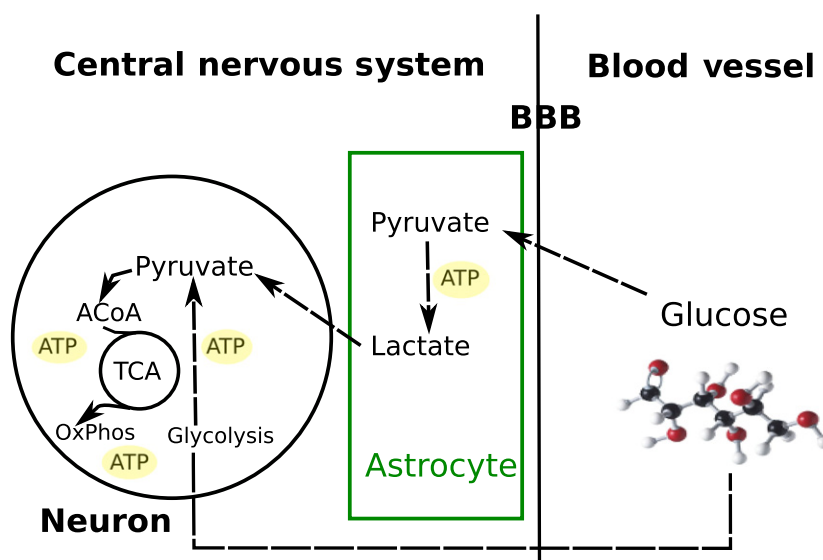 Central nervous system
Blood vessel
BBB
Pyruvate
ATP
Lactate
Astrocyte
Glucose
Pyruvate
ACoA
ATP
ATP
TCA
OxPhos
Glycolysis
ATP
Neuron